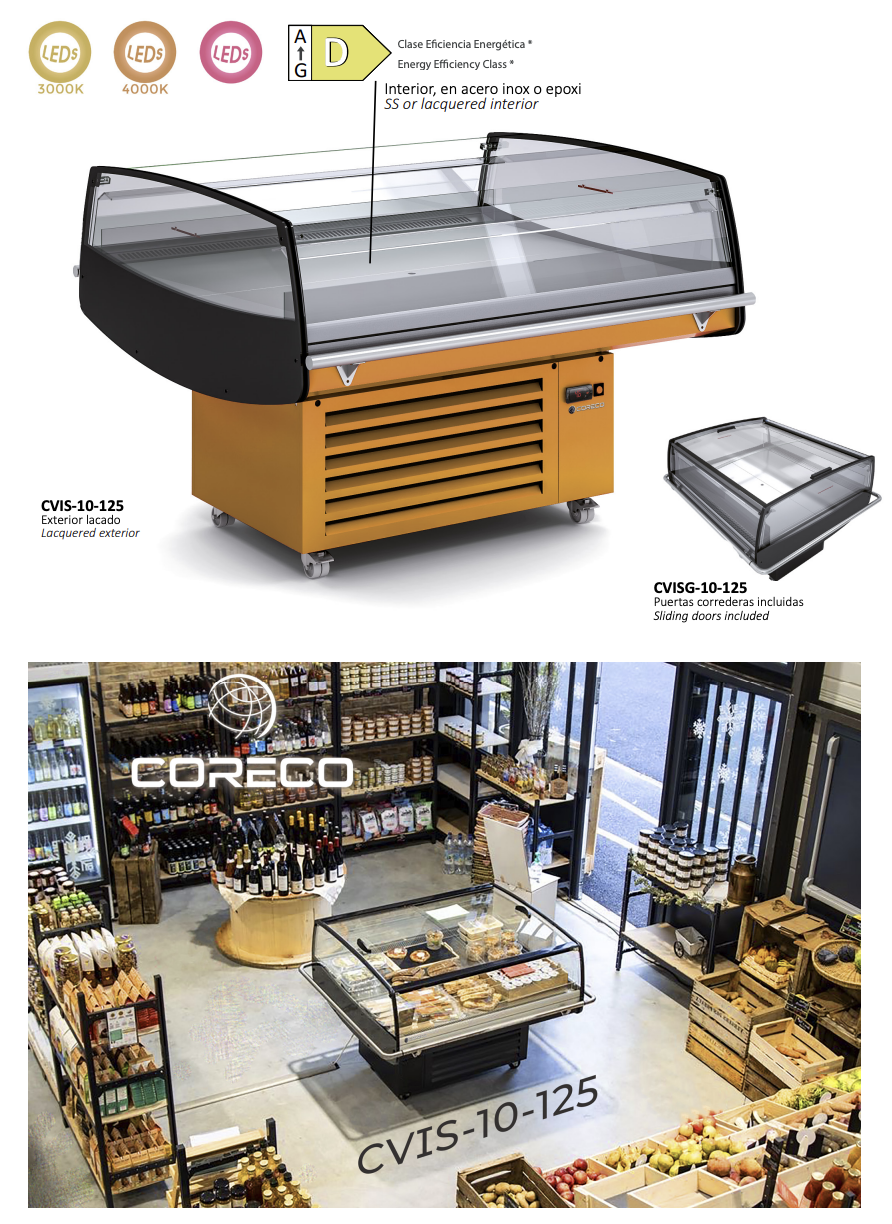 LEDs
3000K
LEDs
4000K
LEDs
A
G
D
Clase Eficiencia Energética *
Energy Efficiency Class *
Interior, en acero inox o epoxi
SS or lacquered interior
CORECO
CVIS-10-125
Exterior lacado
Lacquered exterior
CVISG-10-125
Puertas correderas incluidas
Sliding doors included
CORECO
CVIS-10-125